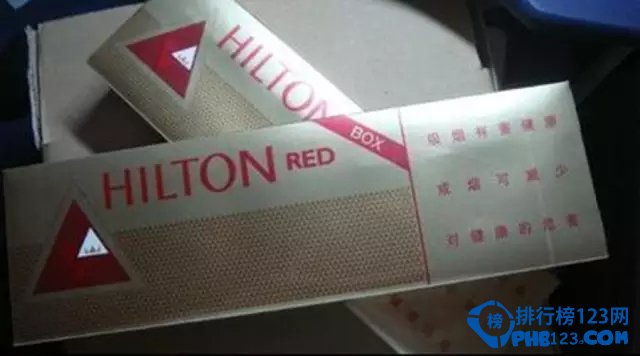 HILTON
BOX
HILTON RED
吸烟有害健康
戒烟可减少
对健康的危害
榜
排行榜123网
PHB123.com